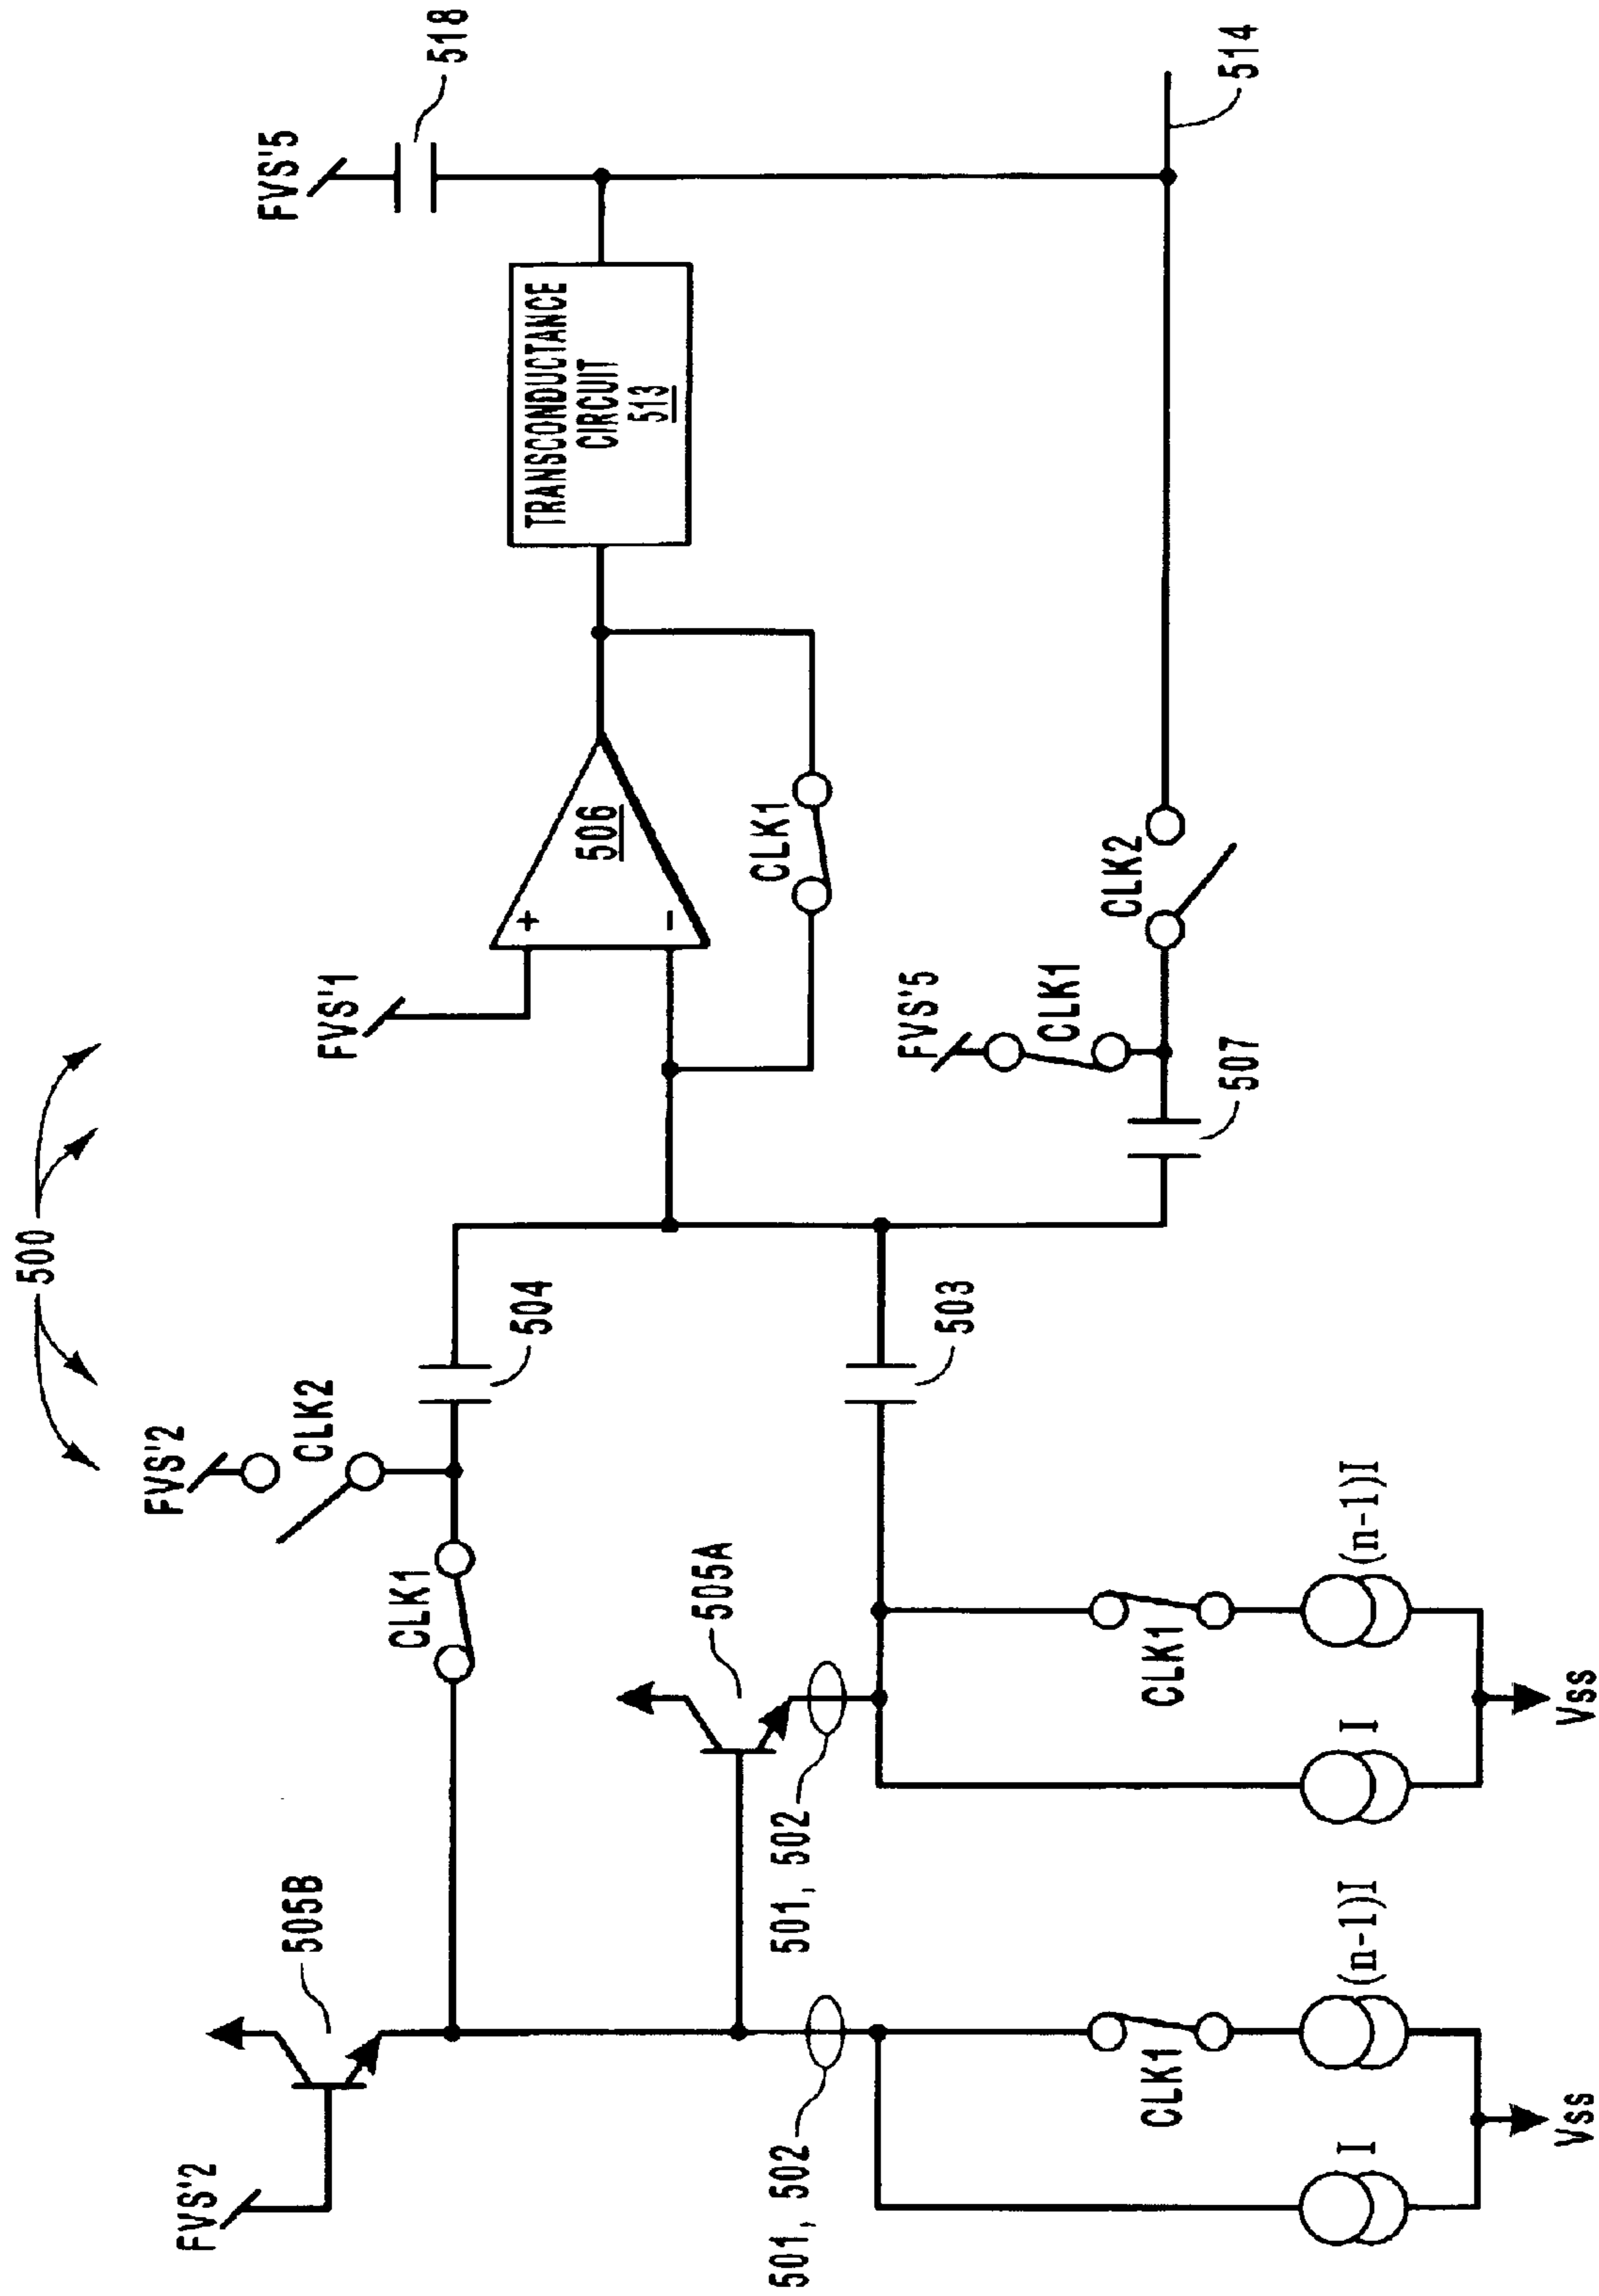 500
FVS'2
505B
FVS'2
CLK2
CLK1
504
FVS'1
+
-
506
CLK1
TRANSCONDUCTANCE
CIRCUIT
513
FVS'5
518
505A
501, 502
501, 502
503
FVS'5
CLK1
CLK2
507
514
CLK1
CLK1
I
(n-1)I
I
(n-1)I
Vss
Vss